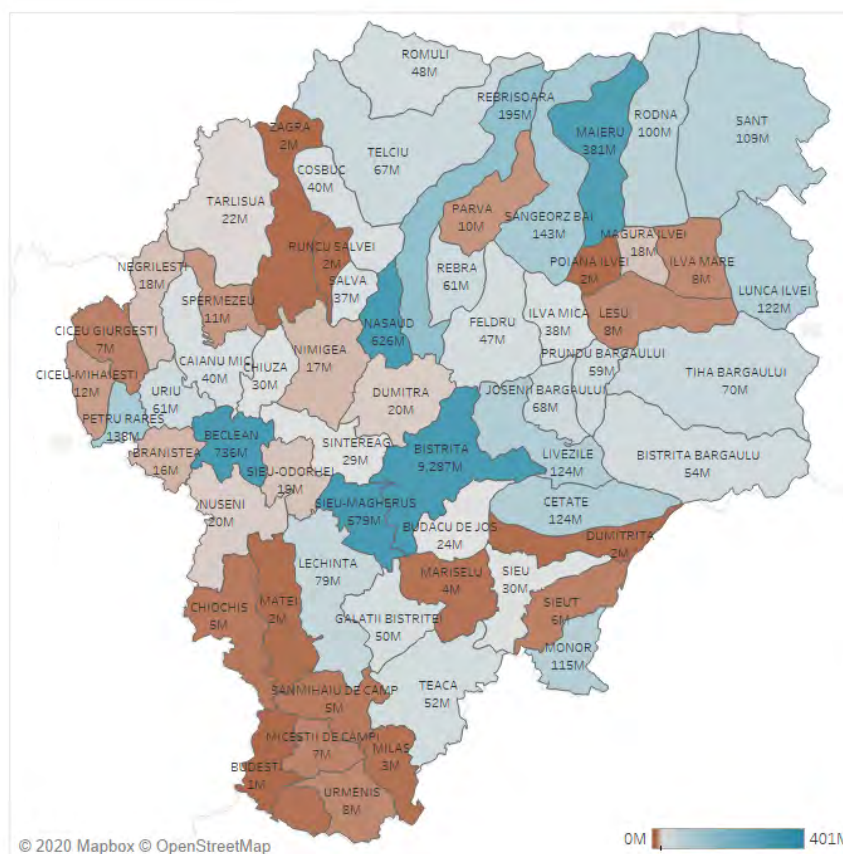 ROMULI
48M
REBRISOARA
195M
ZAGRA
2M
MAIERU
381M
RODNA
100M
SANT
109M
TELCIU
67M
COSBUC
40M
TARLISUA
22M
PARVA
10M
SANGEORZ BAI
143M
MAGURA ILVEI
18M
RUNCU SALVEI
2M
POIANA ILVEI
2M
ILVA MARE
8M
NEGRILESTI
18M
SALVA
37M
REBRA
61M
LUNCA ILVEI
122M
SPERMEZEU
11M
NASAUD
626M
ILVA MICA
38M
LESU
8M
CICEU GIURGESTI
7M
FELDRU
47M
NIMIGEA
17M
CAIANU MIC
40M
CHIUZA
30M
PRUNDU BARGAULUI
59M
CICEU-MIHAIESTI
12M
TIHA BARGAULUI
70M
URIU
61M
DUMITRA
20M
JOSENII BARGAULUI
68M
PETRU RARES
138M
BECLEAN
736M
SINTEREAG
29M
BISTRITA
9,297M
LIVEZILE
124M
BISTRITA BARGAULU
54M
BRANISTEA
16M
SIEU-ODORHEI
19M
NUSENI
20M
SIEU-MAGHERUS
579M
CETATE
124M
BUDACU DE JOS
24M
DUMITRITA
2M
LECHINTA
79M
MARISELU
4M
SIEU
30M
CHIOCHIS
5M
MATEI
2M
SIEUT
6M
GALATII BISTRITEI
50M
MONOR
115M
TEACA
52M
SANMIHAIU DE CAMP
5M
MICESTII DE CAMPI
7M
MILAS
3M
BUDESTI
1M
URMENIS
8M
0M 401M
© 2020 Mapbox © OpenStreetMap